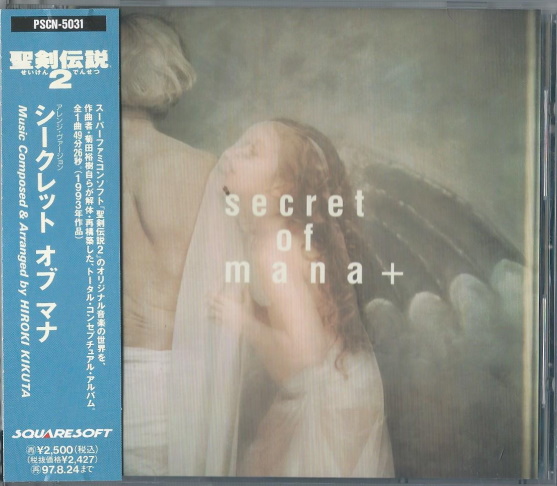 PSCN-5031
聖剣伝説
せいけん でんせつ
2
アレンジ・ヴァージョン
シークレット オブ マナ
Music Composed & Arranged by HIROKI KIKUTA
スーパーファミコンソフト「聖剣伝説2」のオリジナル音楽の世界を、
作曲者・菊田裕樹自らが解体・再構築した、トータル・コンセプチュアル・アルバム。
全1曲49分26秒。(1993年作品)
SQUARESOFT
再¥2,500(税込)
(税抜価格¥2,427)
再97.8.24まで
secret
of
mana+